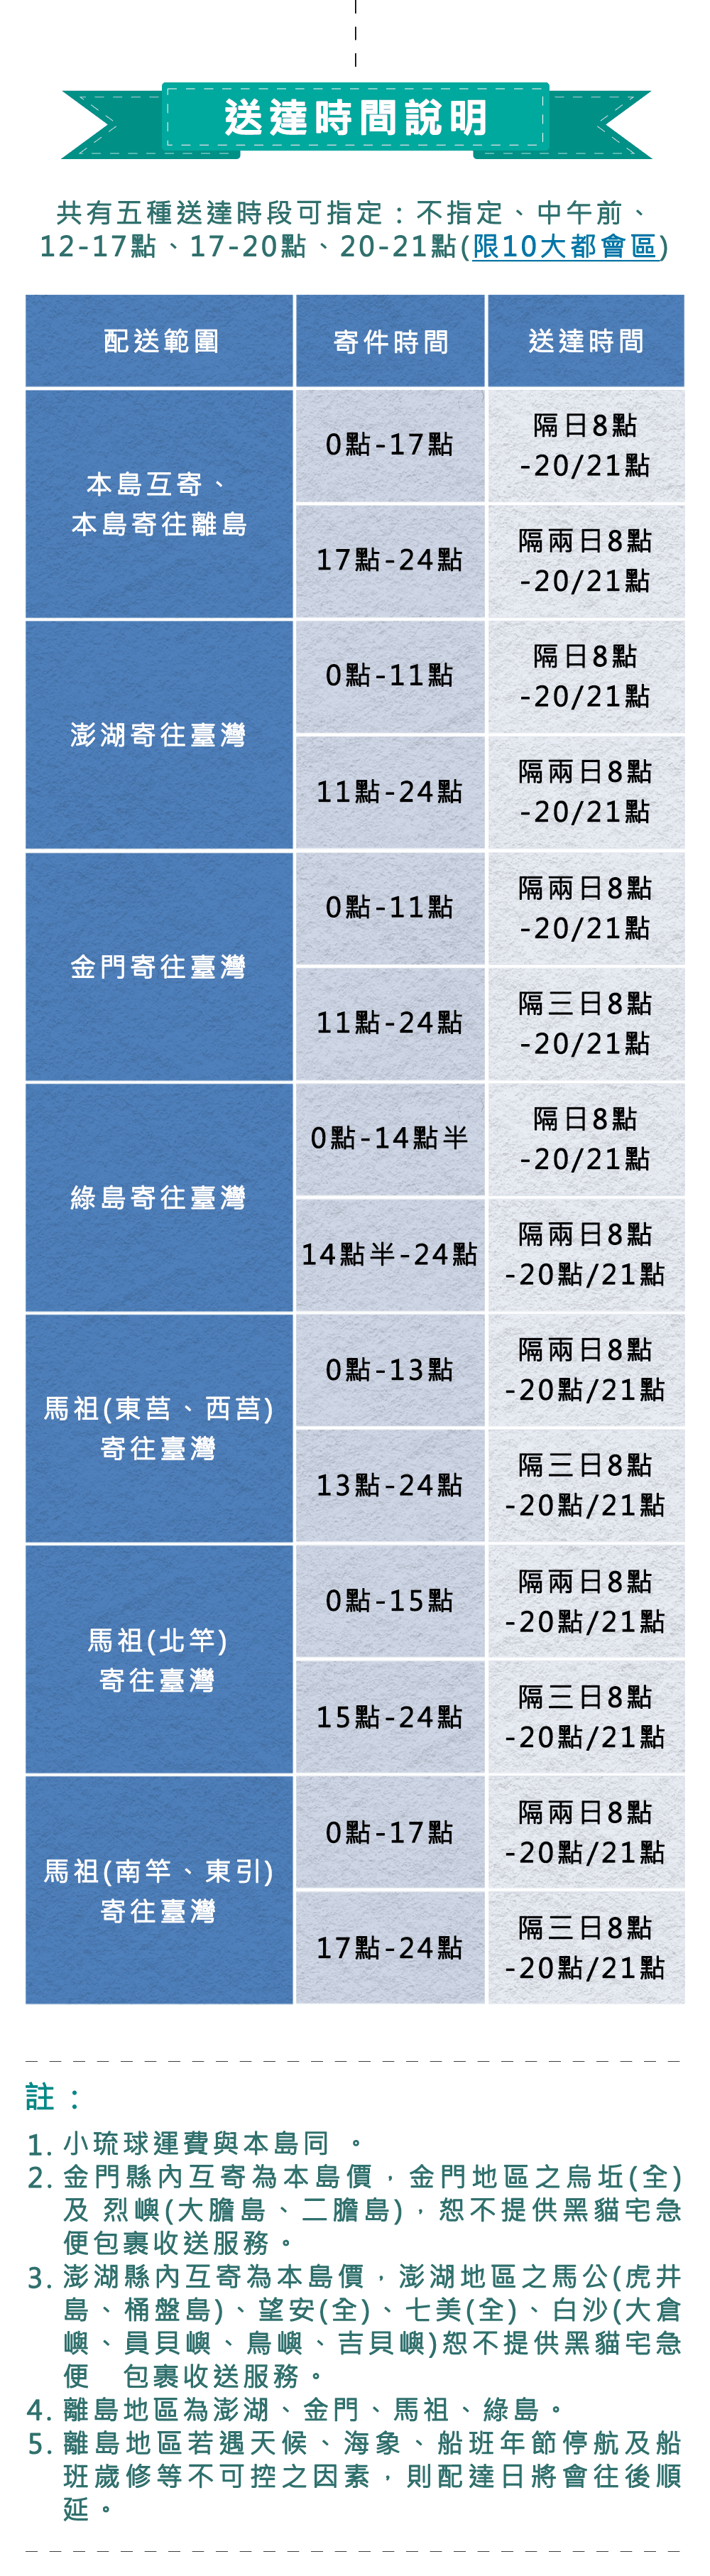 送達時間說明
共有五種送達時段可指定：不指定、中午前、
12-17點、17-20點、20-21點(限10大都會區)
配送範圍
寄件時間
送達時間
本島互寄、
本島寄往離島
0點-17點
隔日8點
-20/21點
17點-24點
隔兩日8點
-20/21點
澎湖寄往臺灣
0點-11點
隔日8點
-20/21點
11點-24點
隔兩日8點
-20/21點
金門寄往臺灣
0點-11點
隔兩日8點
-20/21點
11點-24點
隔三日8點
-20/21點
綠島寄往臺灣
0點-14點半
隔日8點
-20/21點
14點半-24點
隔兩日8點
-20點/21點
馬祖(東莒、西莒)
寄往臺灣
0點-13點
隔兩日8點
-20點/21點
13點-24點
隔三日8點
-20點/21點
馬祖(北竿)
寄往臺灣
0點-15點
隔兩日8點
-20點/21點
15點-24點
隔三日8點
-20點/21點
馬祖(南竿、東引)
寄往臺灣
0點-17點
隔兩日8點
-20點/21點
17點-24點
隔三日8點
-20點/21點
註：
1. 小琉球運費與本島同 。
2. 金門縣內互寄為本島價，金門地區之烏坵(全)
及 烈嶼(大膽島、二膽島)，恕不提供黑貓宅急
便包裹收送服務。
3. 澎湖縣內互寄為本島價，澎湖地區之馬公(虎井
島、桶盤島)、望安(全)、七美(全)、白沙(大倉
嶼、員貝嶼、鳥嶼、吉貝嶼)恕不提供黑貓宅急
便 包裹收送服務。
4. 離島地區為澎湖、金門、馬祖、綠島。
5. 離島地區若遇天候、海象、船班年節停航及船
班歲修等不可控之因素，則配達日將會往後順
延。